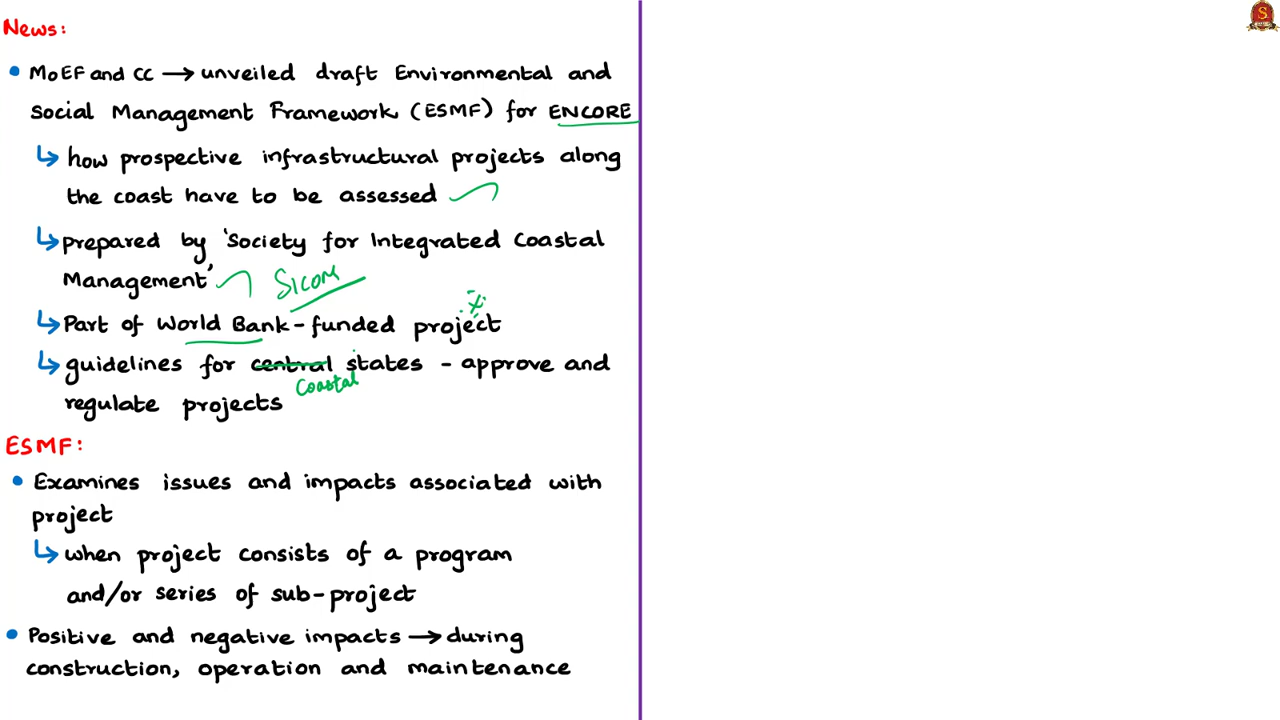 News:
• MoEF and CC → unveiled draft Environmental and
Social Management Framework (ESMF) for ENCORE
↳ how prospective infrastructural projects along
the coast have to be assessed
↳ prepared by 'Society for Integrated Coastal
Management' SICOM
↳ Part of World Bank-funded project
↳ guidelines for central states - approve and
Coastal
regulate projects
ESMF:
• Examines issues and impacts associated with
project
↳ when project consists of a program
and/or series of sub-project
• Positive and negative impacts → during
construction, operation and maintenance